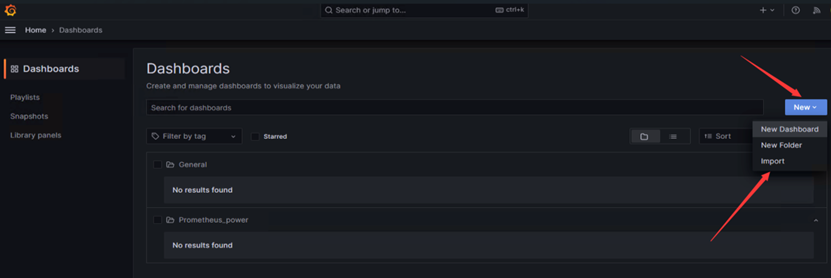 Search or jump to...
ctrl+k
Home > Dashboards
Dashboards
Playlists
Snapshots
Library panels
Dashboards
Create and manage dashboards to visualize your data
Search for dashboards
New
Filter by tag
Starred
Sort
New Dashboard
New Folder
Import
General
No results found
Prometheus_power
No results found